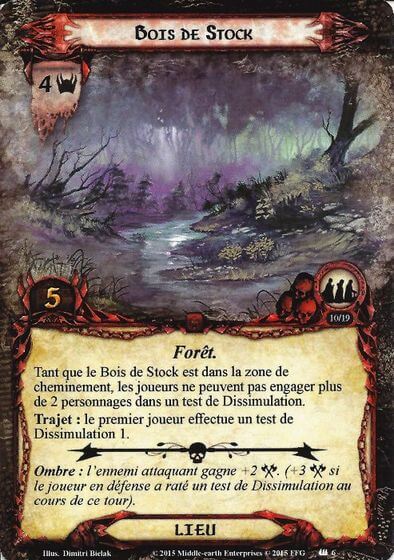 Bois de Stock
4
5
10/19
Forêt.
Tant que le Bois de Stock est dans la zone de
cheminement, les joueurs ne peuvent pas engager plus
de 2 personnages dans un test de Dissimulation.
Trajet : le premier joueur effectue un test de
Dissimulation 1.
Ombre : l'ennemi attaquant gagne +2 . (+3 si
le joueur en défense a raté un test de Dissimulation au
cours de ce tour).
LIEU
Illus. Dimitri Bielak © 2015 Middle-earth Enterprises © 2015 EFG 6